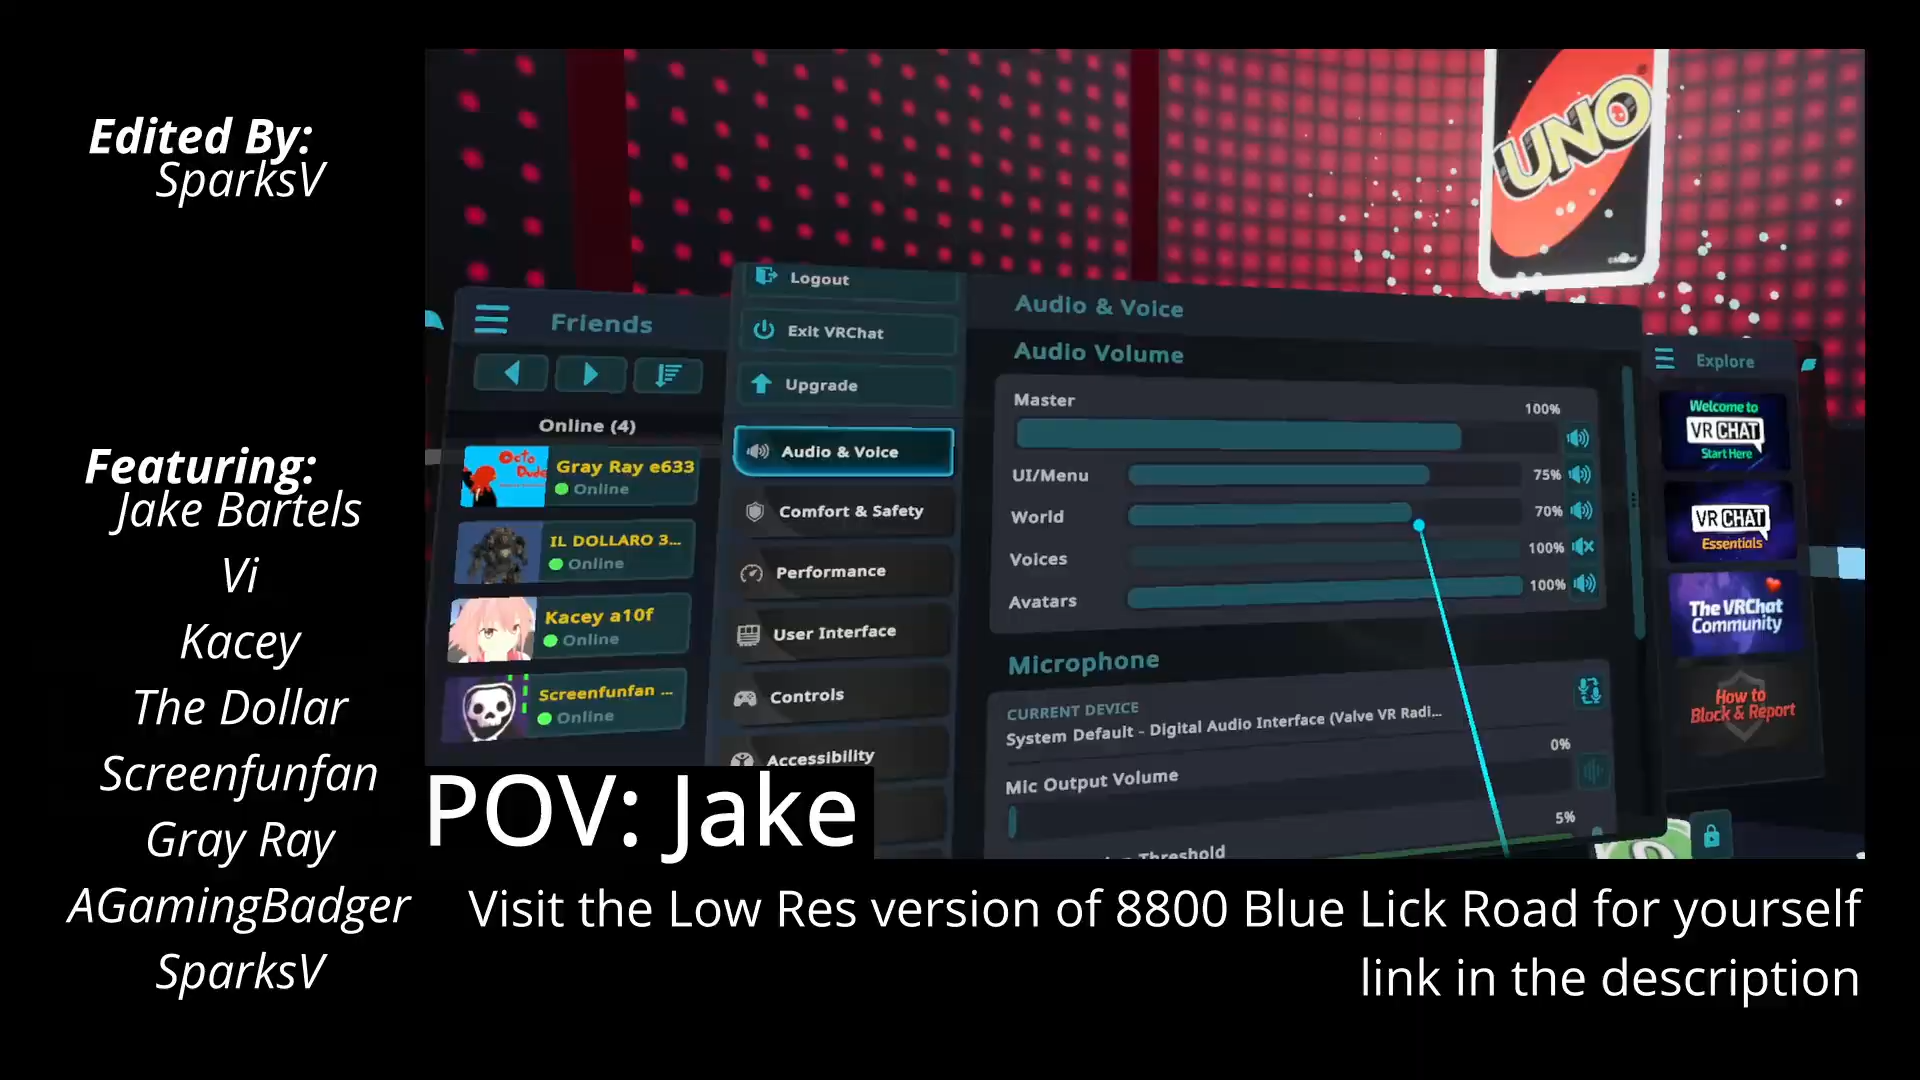 Edited By:
SparksV
Featuring:
Jake Bartels
Vi
Kacey
The Dollar
Screenfunfan
Gray Ray
AGamingBadger
SparksV
UNO
Friends
Online (4)
Gray Ray e633
Online
IL DOLLARO 3...
Online
Kacey a10f
Online
Screenfunfan ...
Online
Logout
Exit VRChat
Upgrade
Audio & Voice
Comfort & Safety
Performance
User Interface
Controls
Accessibility
Audio & Voice
Audio Volume
Master
100%
UI/Menu 75%
World 70%
Voices 100%
Avatars 100%
Microphone
CURRENT DEVICE
System Default - Digital Audio Interface (Valve VR Radi...
0%
Mic Output Volume
5%
Threshold
Explore
Welcome to
VRCHAT
Start Here
VRCHAT
Essentials
The VRChat
Community
How to
Block & Report
POV: Jake
Visit the Low Res version of 8800 Blue Lick Road for yourself
link in the description